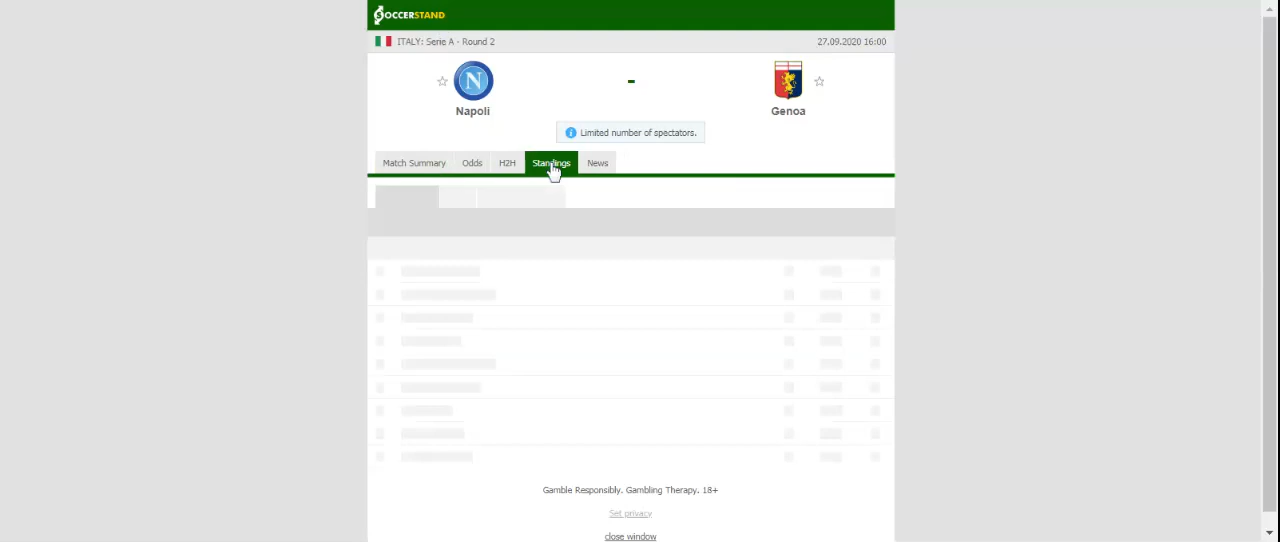 SOCCERSTAND
ITALY: Serie A - Round 2 27.09.2020 16:00
N
-
Napoli Genoa
Limited number of spectators.
Match Summary Odds H2H Standings News
Gamble Responsibly. Gambling Therapy. 18+
Set privacy
close window